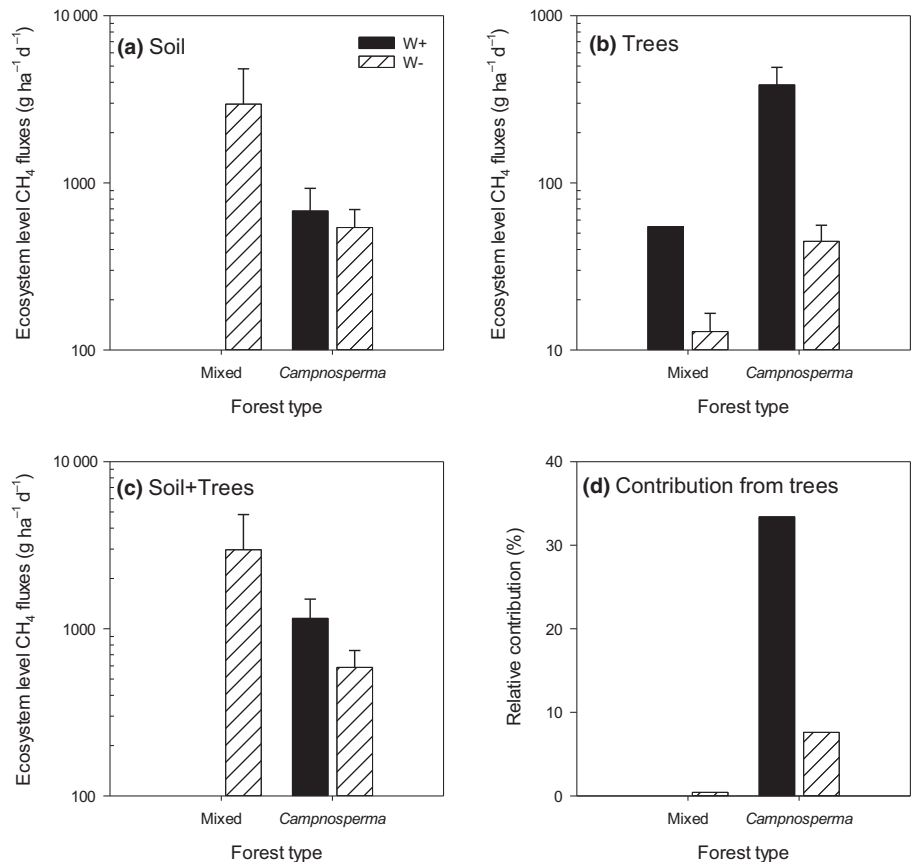 (a) Soil
W+
W-
10 000
1000
100
Ecosystem level CH₄ fluxes (g ha⁻¹ d⁻¹)
Mixed
Campnosperma
Forest type
(b) Trees
1000
100
10
Ecosystem level CH₄ fluxes (g ha⁻¹ d⁻¹)
Mixed
Campnosperma
Forest type
(c) Soil+Trees
10 000
1000
100
Ecosystem level CH₄ fluxes (g ha⁻¹ d⁻¹)
Mixed
Campnosperma
Forest type
(d) Contribution from trees
40
30
20
10
0
Relative contribution (%)
Mixed
Campnosperma
Forest type